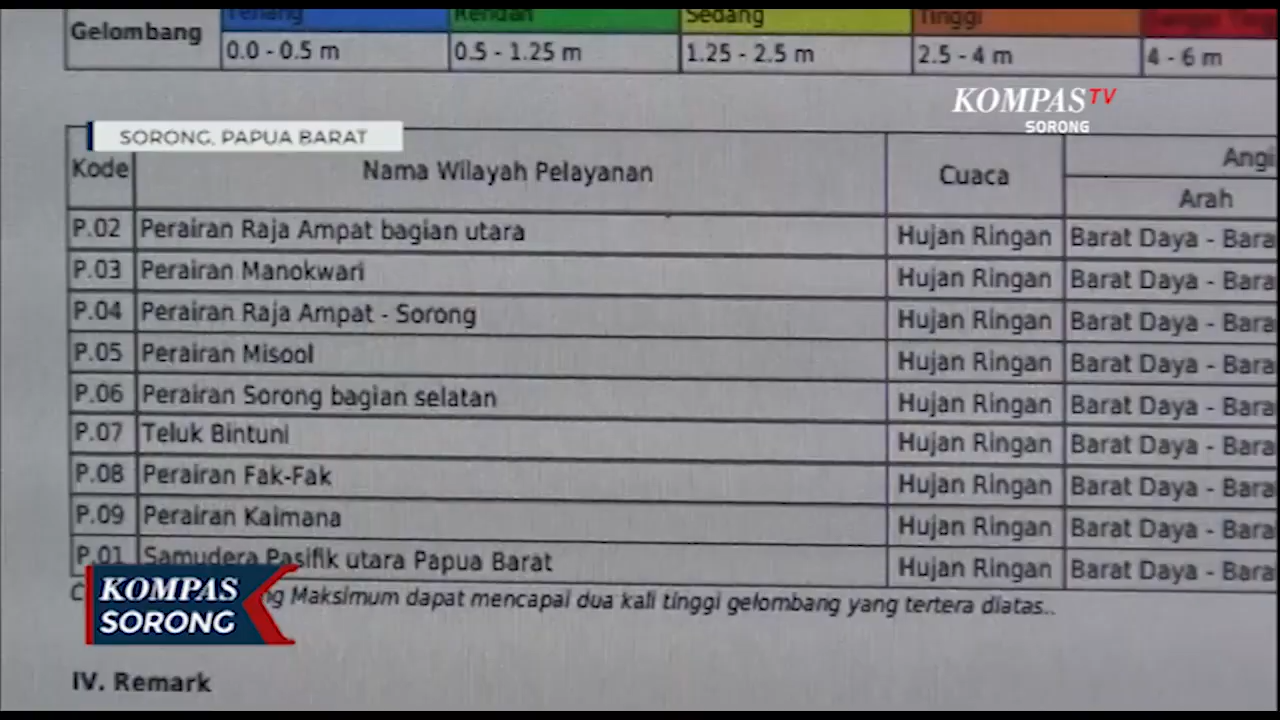 Tenang Rendah Sedang Tinggi
Gelombang
0.0 - 0.5 m 0.5 - 1.25 m 1.25 - 2.5 m 2.5 - 4 m 4 - 6 m
KOMPASTV
SORONG
SORONG, PAPUA BARAT
Kode Nama Wilayah Pelayanan Cuaca Angi
Arah
P.02 Perairan Raja Ampat bagian utara Hujan Ringan Barat Daya - Bara
P.03 Perairan Manokwari Hujan Ringan Barat Daya - Bara
P.04 Perairan Raja Ampat - Sorong Hujan Ringan Barat Daya - Bara
P.05 Perairan Misool Hujan Ringan Barat Daya - Bara
P.06 Perairan Sorong bagian selatan Hujan Ringan Barat Daya - Bara
P.07 Teluk Bintuni Hujan Ringan Barat Daya - Bara
P.08 Perairan Fak-Fak Hujan Ringan Barat Daya - Bara
P.09 Perairan Kaimana Hujan Ringan Barat Daya - Bara
P.01 Samudera Pasifik utara Papua Barat Hujan Ringan Barat Daya - Bara
ng Maksimum dapat mencapai dua kali tinggi gelombang yang tertera diatas..
KOMPAS
SORONG
IV. Remark